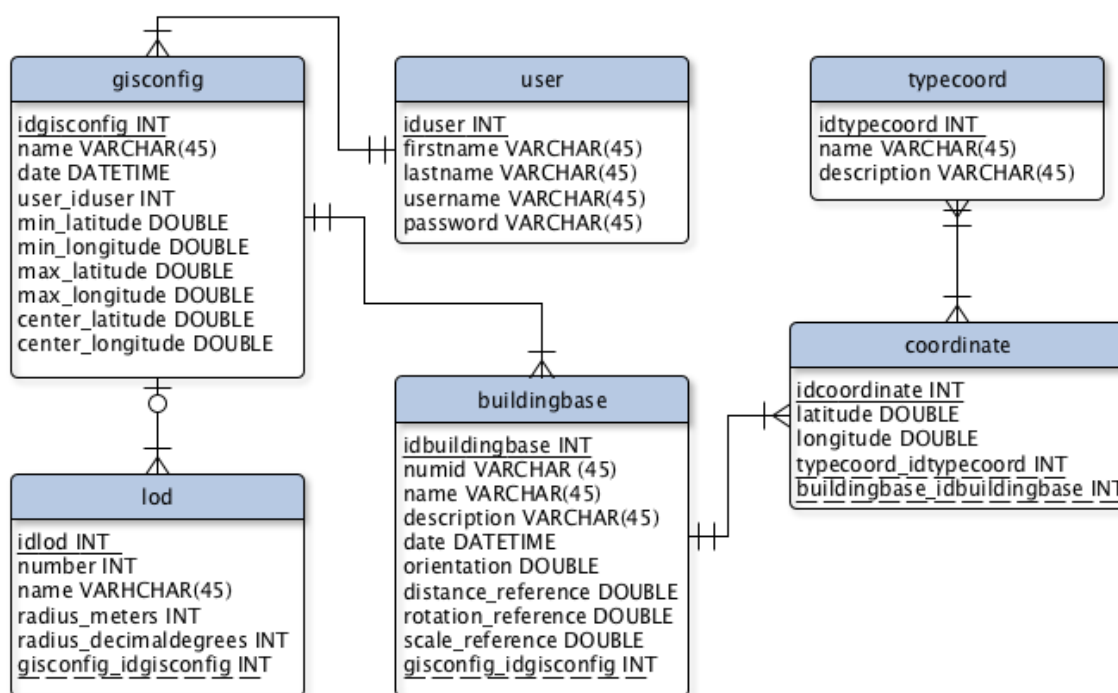 gisconfig
idgisconfig INT
name VARCHAR(45)
date DATETIME
user_iduser INT
min_latitude DOUBLE
min_longitude DOUBLE
max_latitude DOUBLE
max_longitude DOUBLE
center_latitude DOUBLE
center_longitude DOUBLE
user
iduser INT
firstname VARCHAR(45)
lastname VARCHAR(45)
username VARCHAR(45)
password VARCHAR(45)
typecoord
idtypecoord INT
name VARCHAR(45)
description VARCHAR(45)
lod
idlod INT
number INT
name VARHCHAR(45)
radius_meters INT
radius_decimaldegrees INT
gisconfig_idgisconfig INT
buildingbase
idbuildingbase INT
numid VARCHAR (45)
name VARCHAR(45)
description VARCHAR(45)
date DATETIME
orientation DOUBLE
distance_reference DOUBLE
rotation_reference DOUBLE
scale_reference DOUBLE
gisconfig_idgisconfig INT
coordinate
idcoordinate INT
latitude DOUBLE
longitude DOUBLE
typecoord_idtypecoord INT
buildingbase_idbuildingbase INT